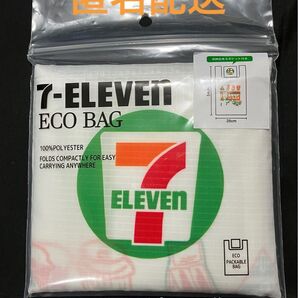 匿名配送
7-ELEVEn
ECO BAG
100%POLYESTER
FOLDS COMPACTLY FOR EASY
CARRYING ANYWHERE
7
ELEVEN
ECO
PACKABLE
BAG